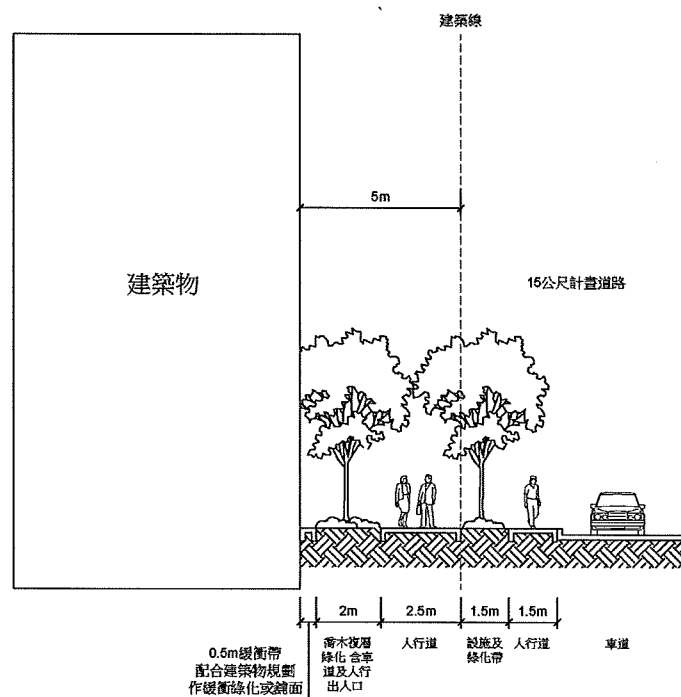 建築線
5m
建築物
15公尺計畫道路
2m
2.5m
1.5m
1.5m
0.5m緩衝帶
配合建築物規劃
作緩衝綠化或鋪面
喬木複層
綠化 含車
道及人行
出入口
人行道
設施及
綠化帶
人行道
車道